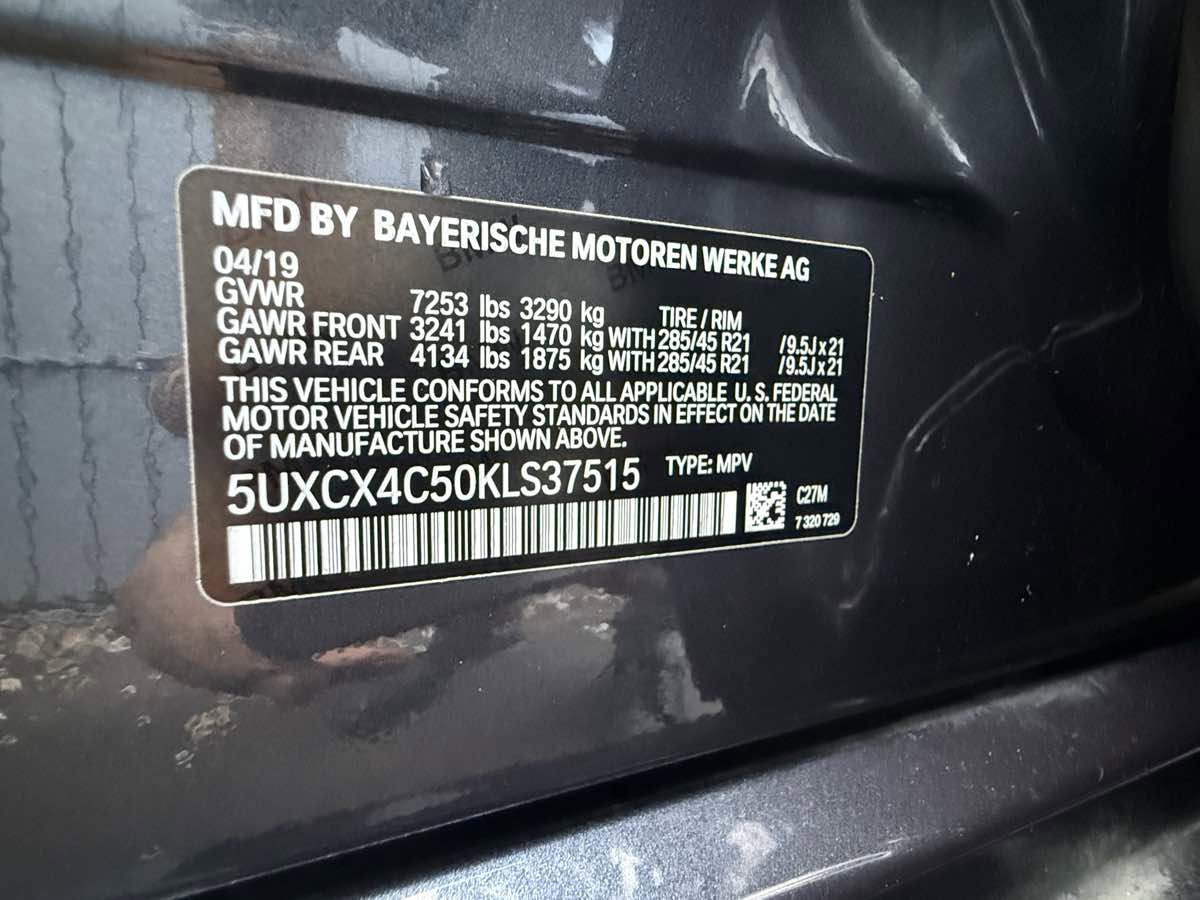 MFD BY BAYERISCHE MOTOREN WERKE AG
04/19
GVWR 7253 lbs 3290 kg TIRE / RIM
GAWR FRONT 3241 lbs 1470 kg WITH 285/45 R21 /9.5J x 21
GAWR REAR 4134 lbs 1875 kg WITH 285/45 R21 /9.5J x 21
THIS VEHICLE CONFORMS TO ALL APPLICABLE U. S. FEDERAL
MOTOR VEHICLE SAFETY STANDARDS IN EFFECT ON THE DATE
OF MANUFACTURE SHOWN ABOVE.
5UXCX4C50KLS37515 TYPE: MPV
C27M
7 320 729